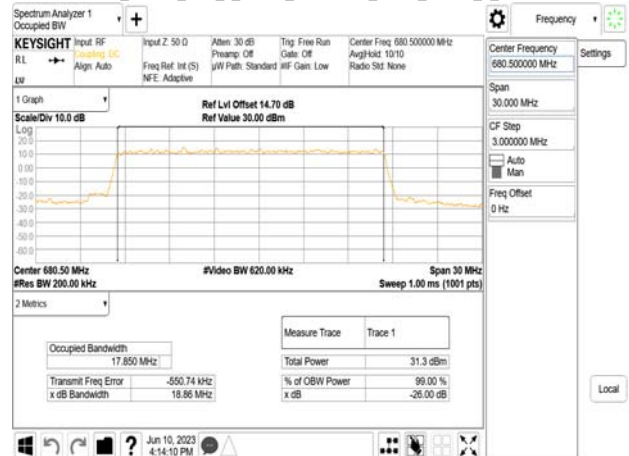 Spectrum Analyzer 1
Occupied BW
+
Frequency
KEYSIGHT
Input: RF
Coupling: DC
Align: Auto
RL
LV
Input Z: 50 Ω
Freq Ref: Int (S)
NFE: Adaptive
Atten: 30 dB
Preamp: Off
µW Path: Standard
Trig: Free Run
Gate: Off
#IF Gain: Low
Center Freq: 680.500000 MHz
Avg|Hold: 10/10
Radio Std: None
Center Frequency
680.500000 MHz
Settings
Span
30.000 MHz
CF Step
3.000000 MHz
Auto
Man
Freq Offset
0 Hz
Local
1 Graph
Scale/Div 10.0 dB
Ref Lvl Offset 14.70 dB
Ref Value 30.00 dBm
Log
20.0
10.0
0.00
-10.0
-20.0
-30.0
-40.0
-50.0
-60.0
Center 680.50 MHz
#Res BW 200.00 kHz
#Video BW 620.00 kHz
Span 30 MHz
Sweep 1.00 ms (1001 pts)
2 Metrics
Measure Trace Trace 1
Occupied Bandwidth
17.850 MHz
Total Power 31.3 dBm
Transmit Freq Error -550.74 kHz
% of OBW Power 99.00 %
x dB Bandwidth 18.86 MHz
x dB -26.00 dB
?
Jun 10, 2023
4:14:10 PM